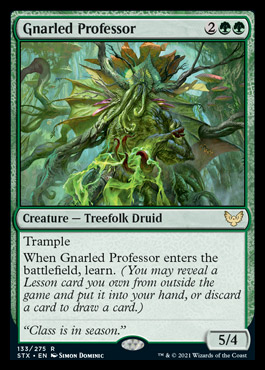 Gnarled Professor 2
Creature — Treefolk Druid
Trample
When Gnarled Professor enters the
battlefield, learn. (You may reveal a
Lesson card you own from outside
the game and put it into your hand, or discard
a card to draw a card.)
“Class is in season.”
5/4
133/275 R
STX • EN SIMON DOMINIC
™ & © 2021 Wizards of the Coast